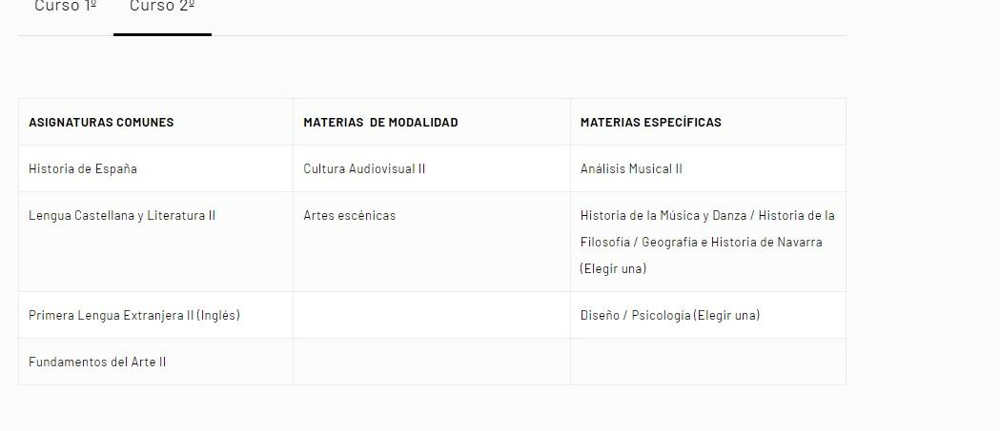 Curso 1º Curso 2º
ASIGNATURAS COMUNES MATERIAS DE MODALIDAD MATERIAS ESPECÍFICAS
Historia de España Cultura Audiovisual II Análisis Musical II
Lengua Castellana y Literatura II Artes escénicas Historia de la Música y Danza / Historia de la
Filosofía / Geografía e Historia de Navarra
(Elegir una)
Primera Lengua Extranjera II (Inglés) Diseño / Psicología (Elegir una)
Fundamentos del Arte II